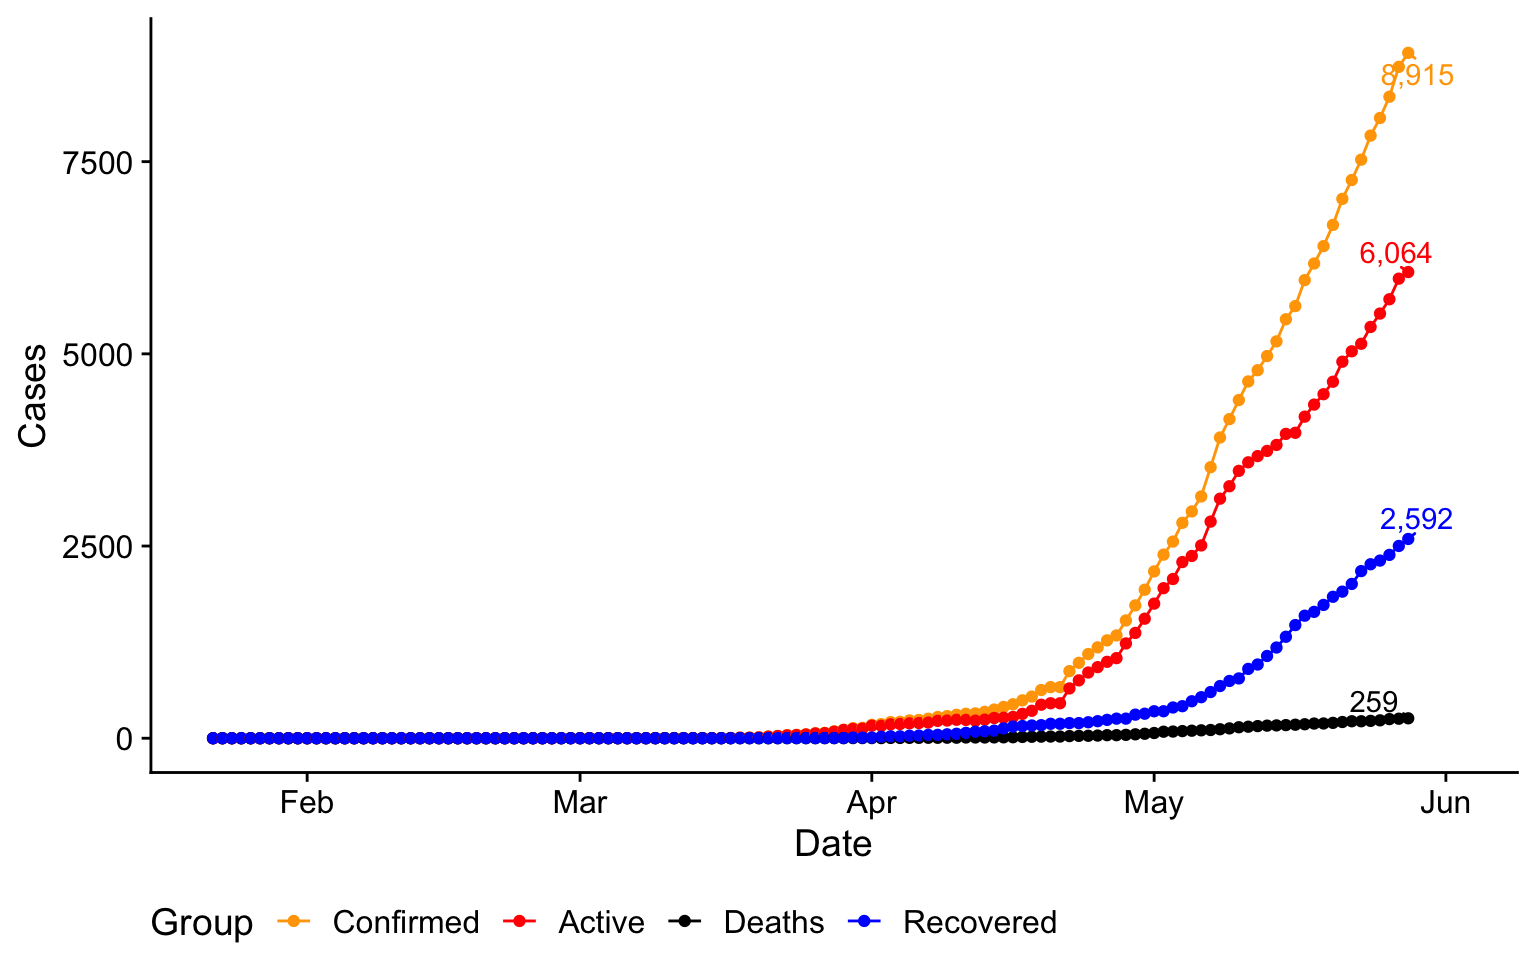 8,915
7500
6,064
5000
Cases
2,592
2500
259
0
Feb Mar Apr May Jun
Date
Group Confirmed Active Deaths Recovered